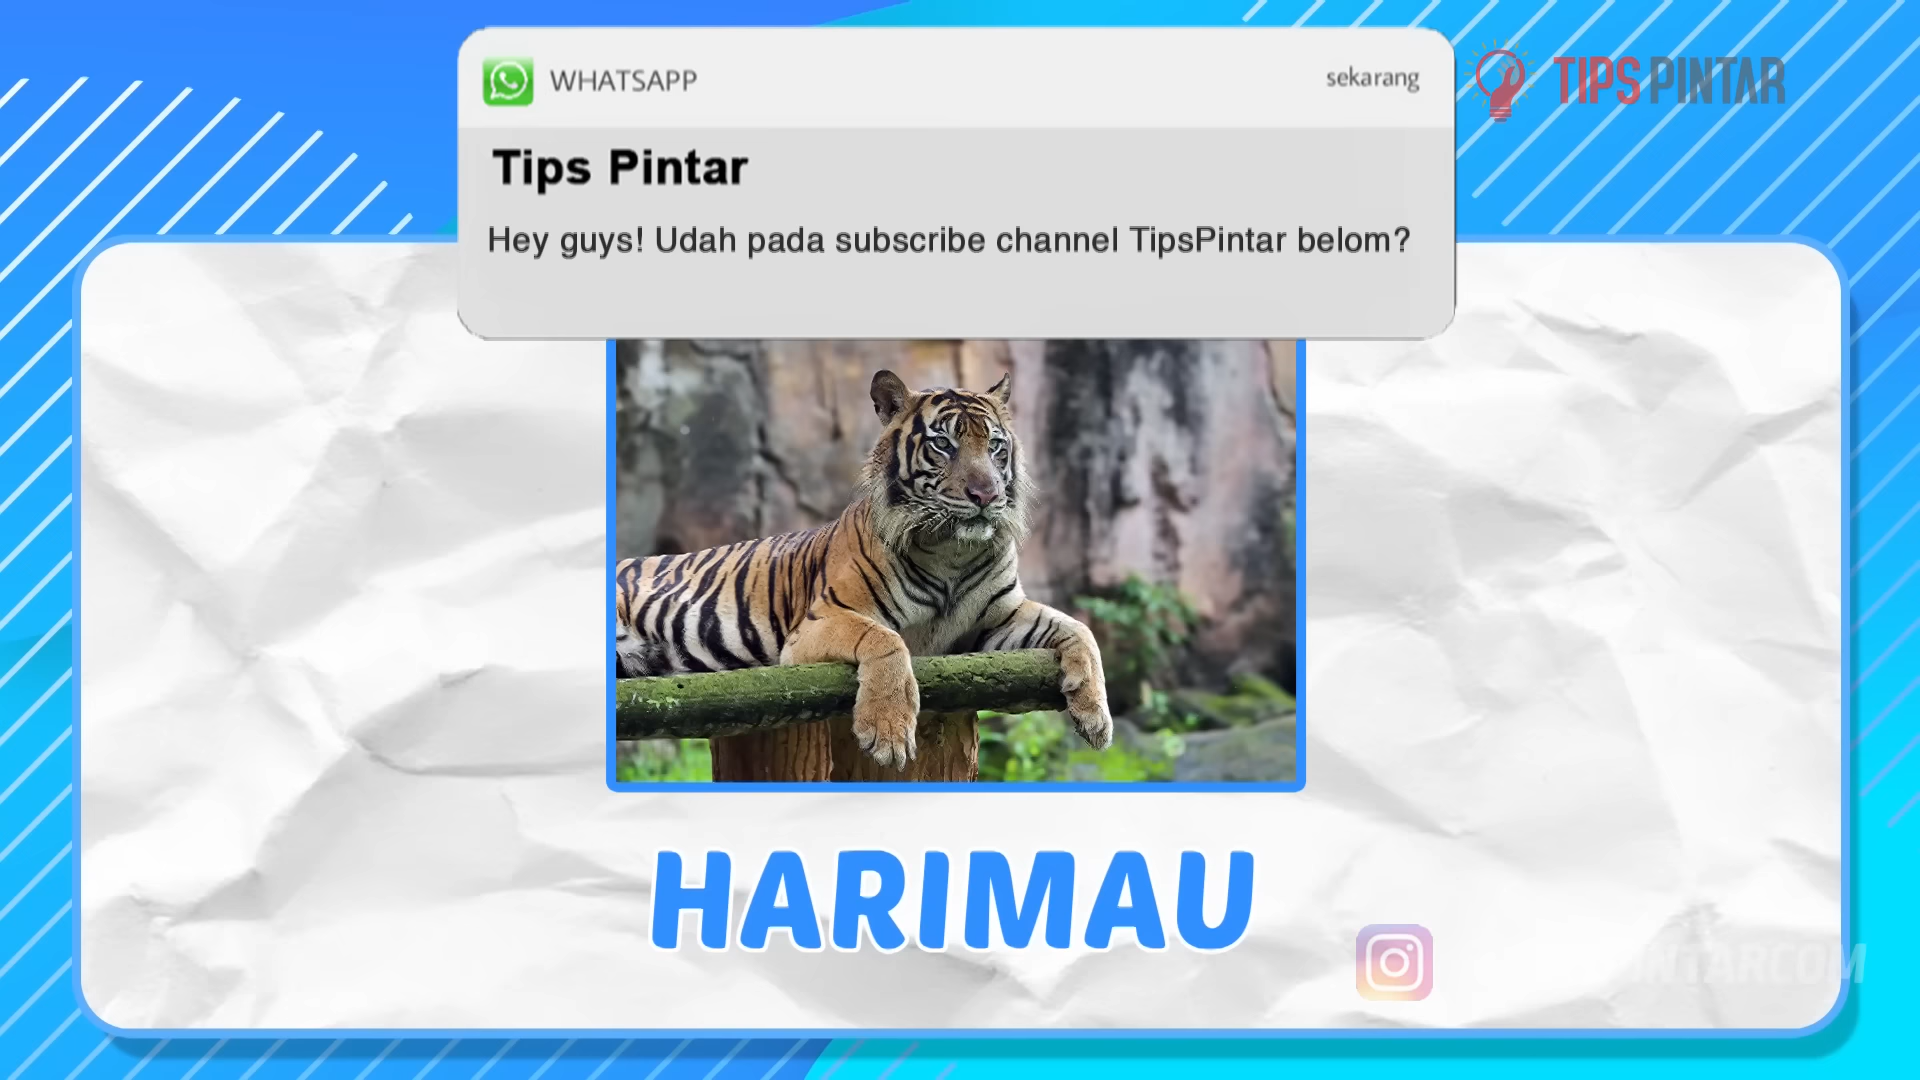 WHATSAPP
sekarang
TIPS PINTAR
Tips Pintar
Hey guys! Udah pada subscribe channel TipsPintar belom?
HARIMAU